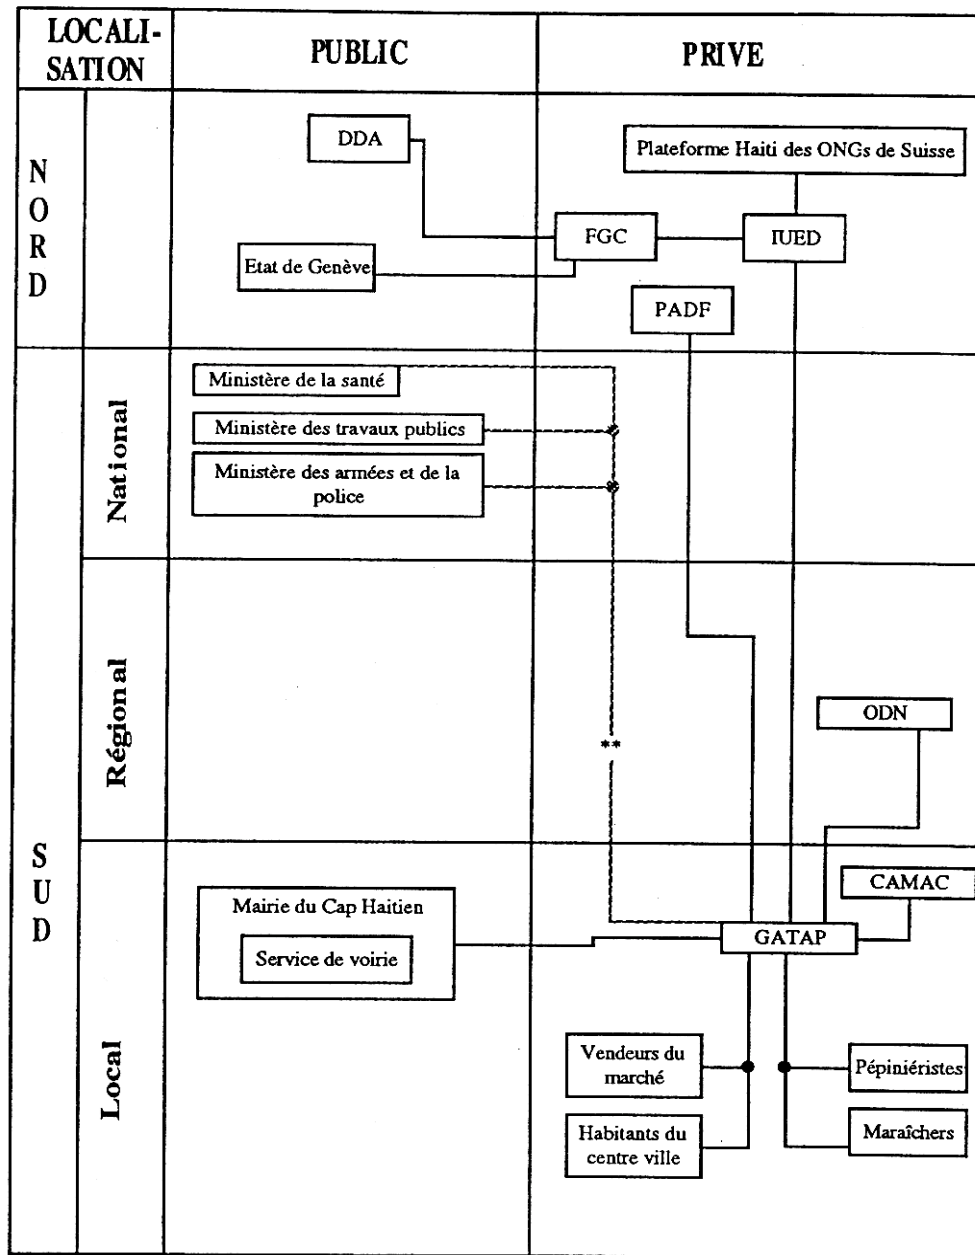 LOCALI-
SATION
PUBLIC
PRIVE
NORD
DDA
Plateforme Haiti des ONGs de Suisse
FGC
IUED
Etat de Genève
PADF
SUD
National
Ministère de la santé
Ministère des travaux publics
Ministère des armées et de la
police
Régional
ODN
**
Local
CAMAC
Mairie du Cap Haitien
Service de voirie
GATAP
Vendeurs du
marché
Pépiniéristes
Habitants du
centre ville
Maraîchers